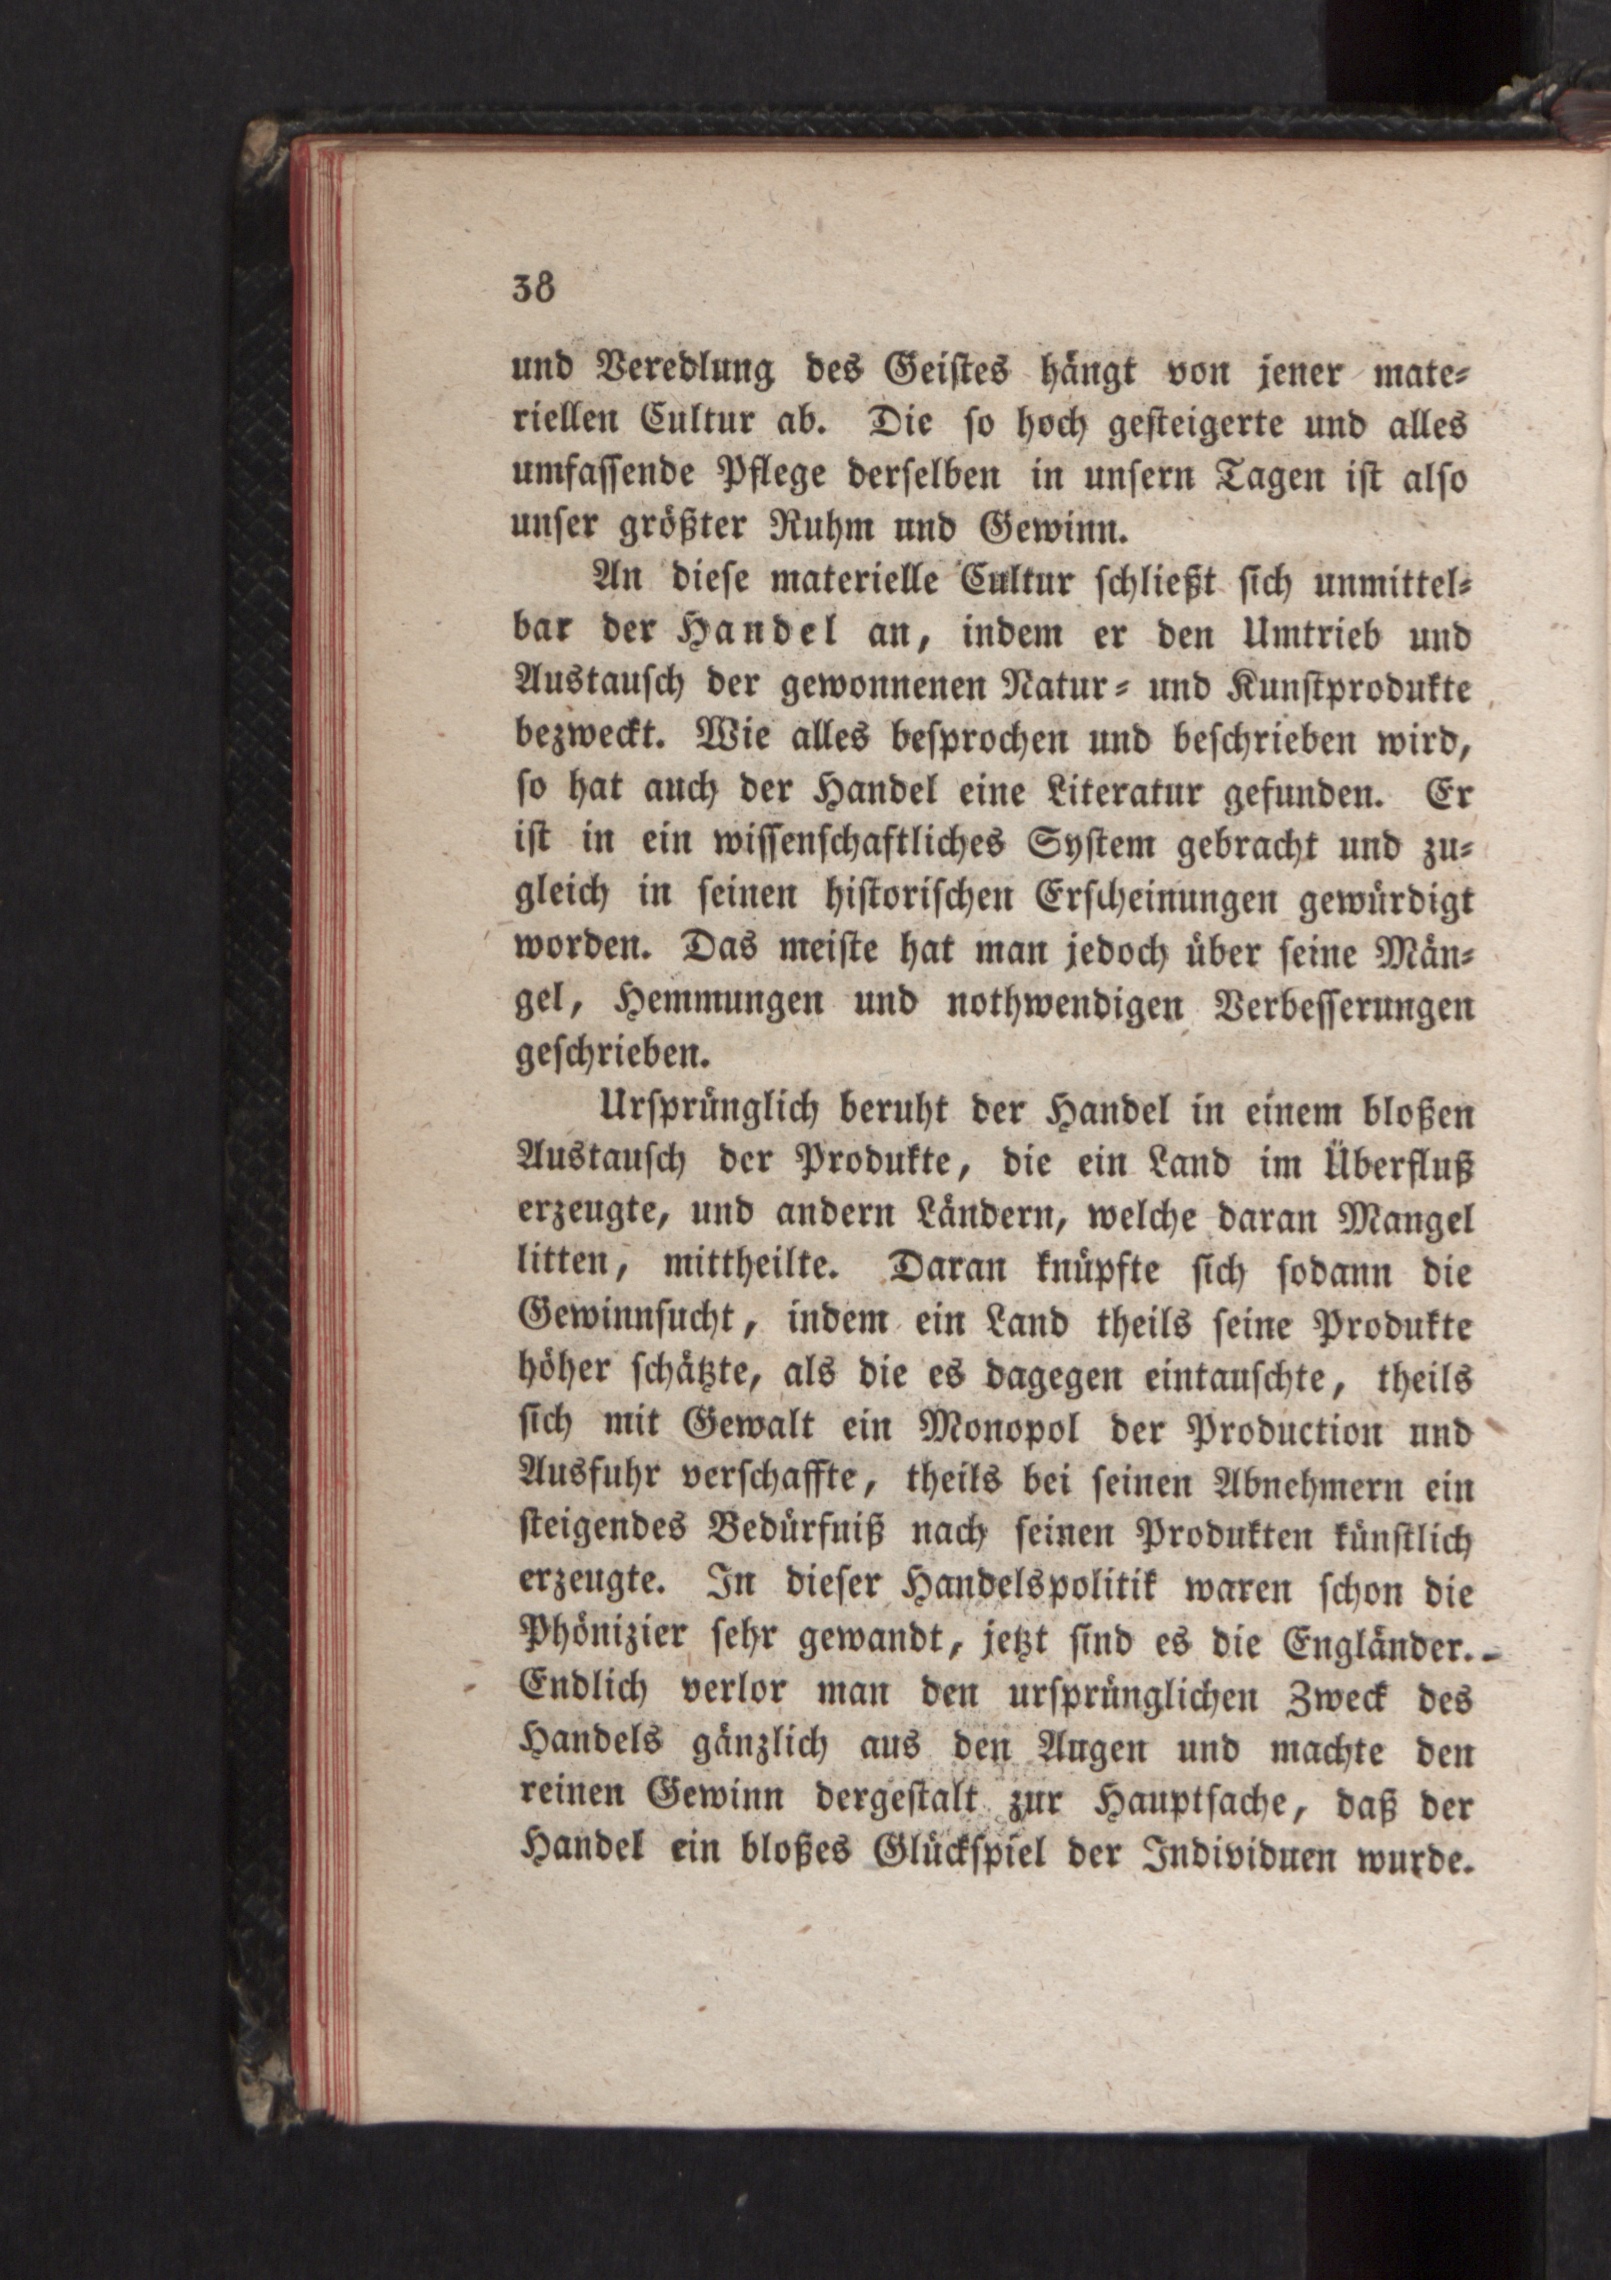 38
und Veredlung des Geiſtes hängt von jener mate⸗
riellen Cultur ab. Die ſo hoch geſteigerte und alles
umfaſſende Pflege derſelben in unſern Tagen iſt alſo
unſer größter Ruhm und Gewinn.
An dieſe materielle Cultur ſchließt ſich unmittel⸗
bar der Handel an, indem er den Umtrieb und
Austauſch der gewonnenen Natur⸗ und Kunſtprodukte
bezweckt. Wie alles beſprochen und beſchrieben wird,
ſo hat auch der Handel eine Literatur gefunden. Er
iſt in ein wiſſenſchaftliches Syſtem gebracht und zu⸗
gleich in ſeinen hiſtoriſchen Erſcheinungen gewürdigt
worden. Das meiſte hat man jedoch über ſeine Män⸗
gel, Hemmungen und nothwendigen Verbeſſerungen
geſchrieben.
Urſprünglich beruht der Handel in einem bloßen
Austauſch der Produkte, die ein Land im Überfluß
erzeugte, und andern Ländern, welche daran Mangel
litten, mittheilte. Daran knüpfte ſich ſodann die
Gewinnſucht, indem ein Land theils ſeine Produkte
höher ſchätzte, als die es dagegen eintauſchte, theils
ſich mit Gewalt ein Monopol der Production und
Ausfuhr verſchaffte, theils bei ſeinen Abnehmern ein
ſteigendes Bedürfniß nach ſeinen Produkten künſtlich
erzeugte. In dieſer Handelspolitik waren ſchon die
Phönizier ſehr gewandt, jetzt ſind es die Engländer.
Endlich verlor man den urſprünglichen Zweck des
Handels gänzlich aus den Augen und machte den
reinen Gewinn dergeſtalt zur Hauptſache, daß der
Handel ein bloßes Glückſpiel der Individuen wurde.